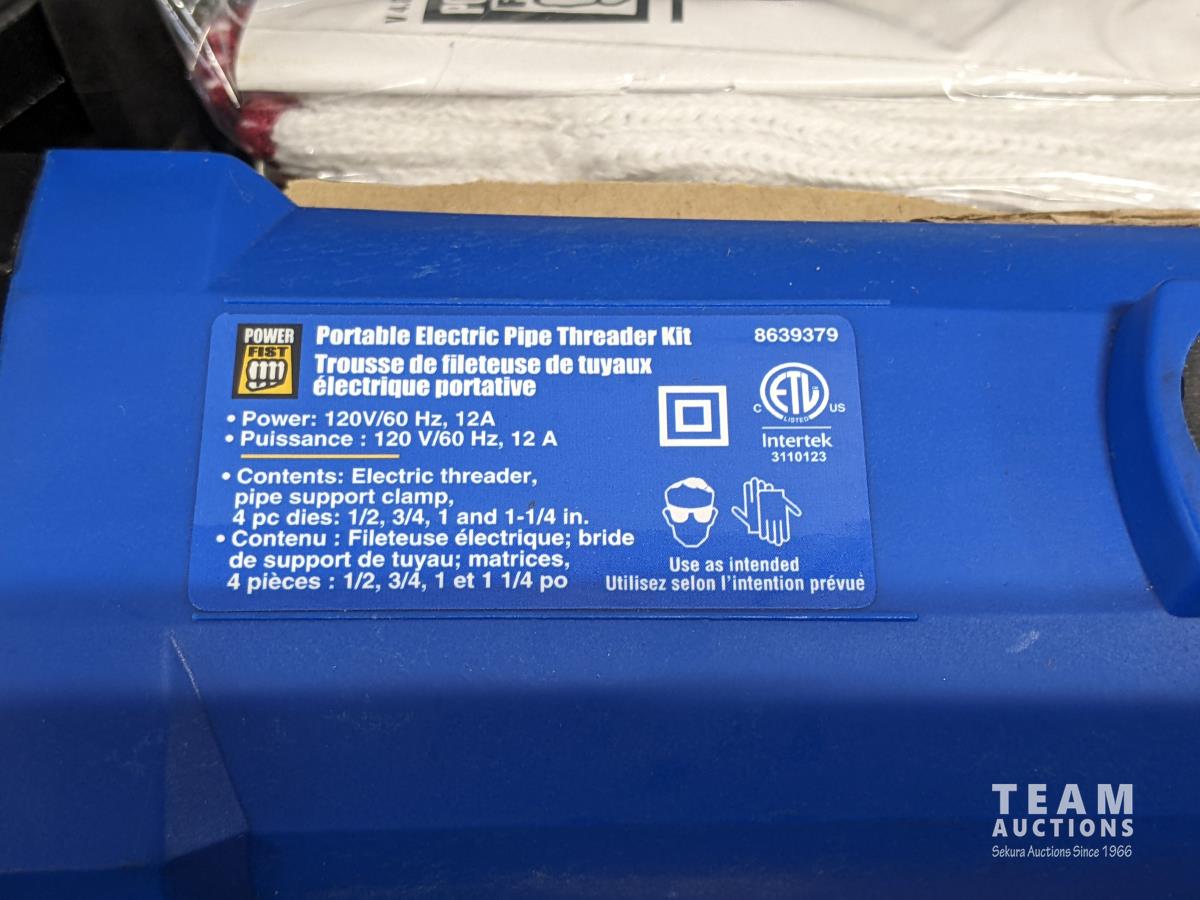 POWER
FIST
Portable Electric Pipe Threader Kit
8639379
Trousse de fileteuse de tuyaux
électrique portative
• Power: 120V/60 Hz, 12A
• Puissance : 120 V/60 Hz, 12 A
• Contents: Electric threader,
pipe support clamp,
4 pc dies: 1/2, 3/4, 1 and 1-1/4 in.
• Contenu : Fileteuse électrique; bride
de support de tuyau; matrices,
4 pièces : 1/2, 3/4, 1 et 1 1/4 po
ETL
LISTED
C US
Intertek
3110123
Use as intended
Utilisez selon l'intention prévue
TEAM
AUCTIONS
Sekura Auctions Since 1966